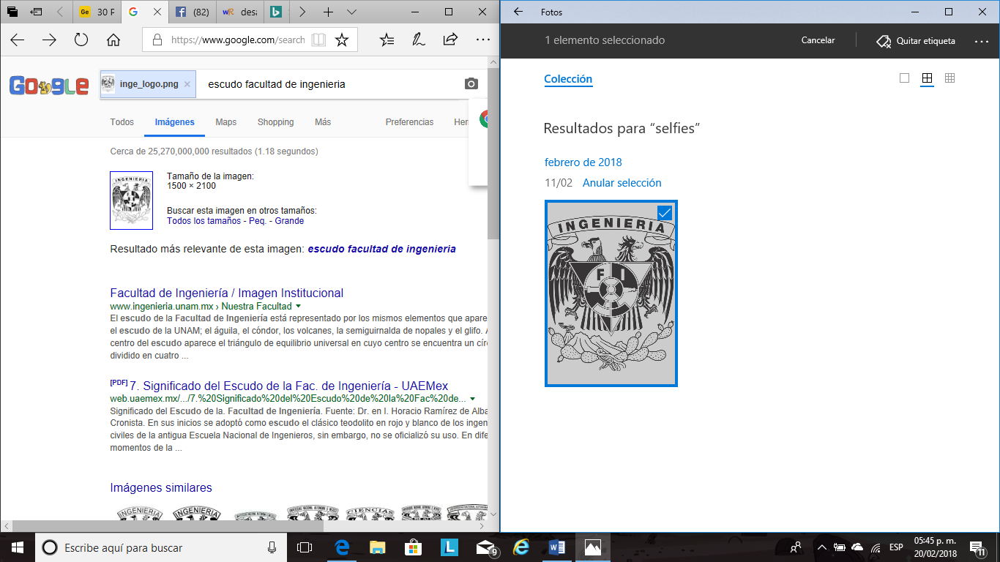 Ge
30 F
G
(82)
wR
desa
https://www.google.com/search
Google
inge_logo.png
escudo facultad de ingenieria
Todos
Imágenes
Maps
Shopping
Más
Preferencias
Cerca de 25,270,000,000 resultados (1.18 segundos)
INGENIERIA
Tamaño de la imagen:
1500 × 2100
Buscar esta imagen en otros tamaños:
Todos los tamaños - Peq. - Grande
Resultado más relevante de esta imagen: escudo facultad de ingenieria
Facultad de Ingeniería / Imagen Institucional
www.ingenieria.unam.mx › Nuestra Facultad
El escudo de la Facultad de Ingeniería está representado por los mismos elementos que apare
el escudo de la UNAM; el águila, el cóndor, los volcanes, la semiguirnalda de nopales y el glifo. A
centro del escudo aparece el triángulo de equilibrio universal en cuyo centro se encuentra un círc
dividido en cuatro ...
[PDF] 7. Significado del Escudo de la Fac. de Ingeniería - UAEMex
web.uaemex.mx/.../7.%20Significado%20del%20Escudo%20de%20la%20Fac%20de...
Significado del Escudo de la. Facultad de Ingeniería. Fuente: Dr. en I. Horacio Ramírez de Alba
Cronista. En sus inicios se adoptó como escudo el clásico teodolito en rojo y blanco de los ingen
civiles de la antigua Escuela Nacional de Ingenieros, sin embargo, no se oficializó su uso. En dife
momentos de la ...
Imágenes similares
INGENIERIA
INGENIERIA
CIENCIAS
Fotos
1 elemento seleccionado
Cancelar
Quitar etiqueta
Colección
Resultados para “selfies”
febrero de 2018
11/02 Anular selección
INGENIERIA
F I
Escribe aquí para buscar
L
9
ESP
05:45 p. m.
20/02/2018
11